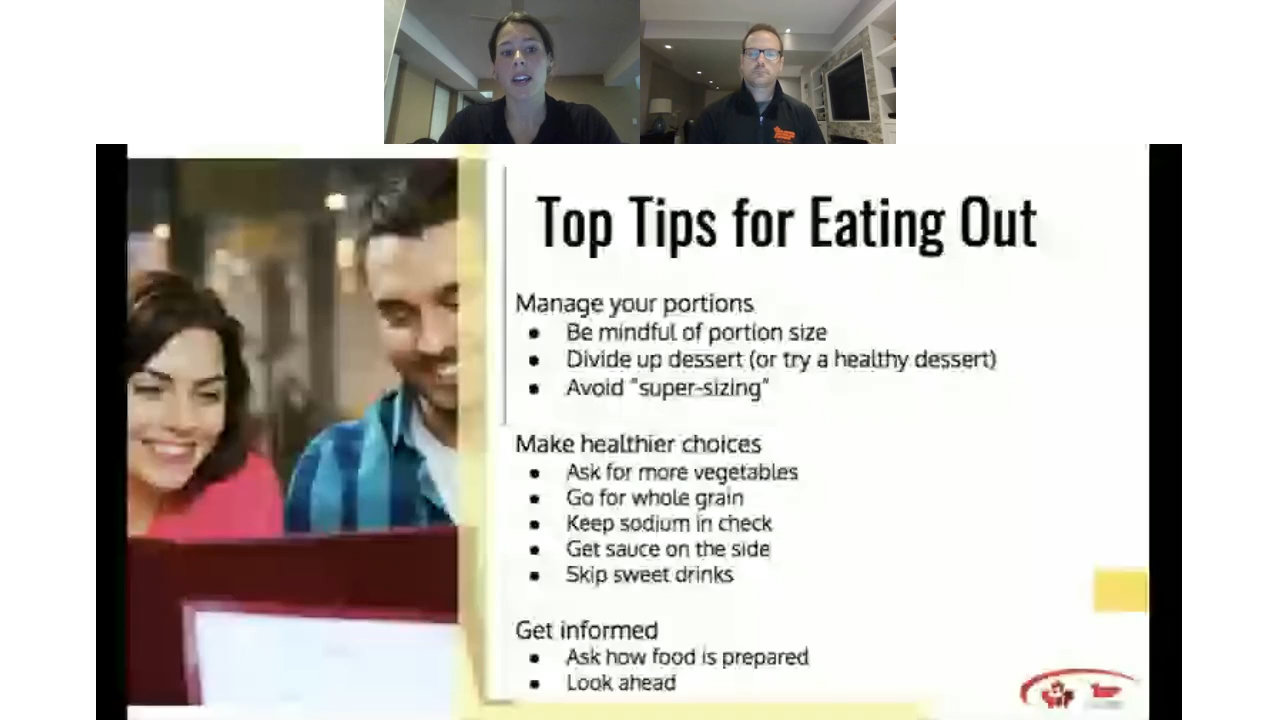 Top Tips for Eating Out
Manage your portions
● Be mindful of portion size
● Divide up dessert (or try a healthy dessert)
● Avoid "super-sizing"
Make healthier choices
● Ask for more vegetables
● Go for whole grain
● Keep sodium in check
● Get sauce on the side
● Skip sweet drinks
Get informed
● Ask how food is prepared
● Look ahead